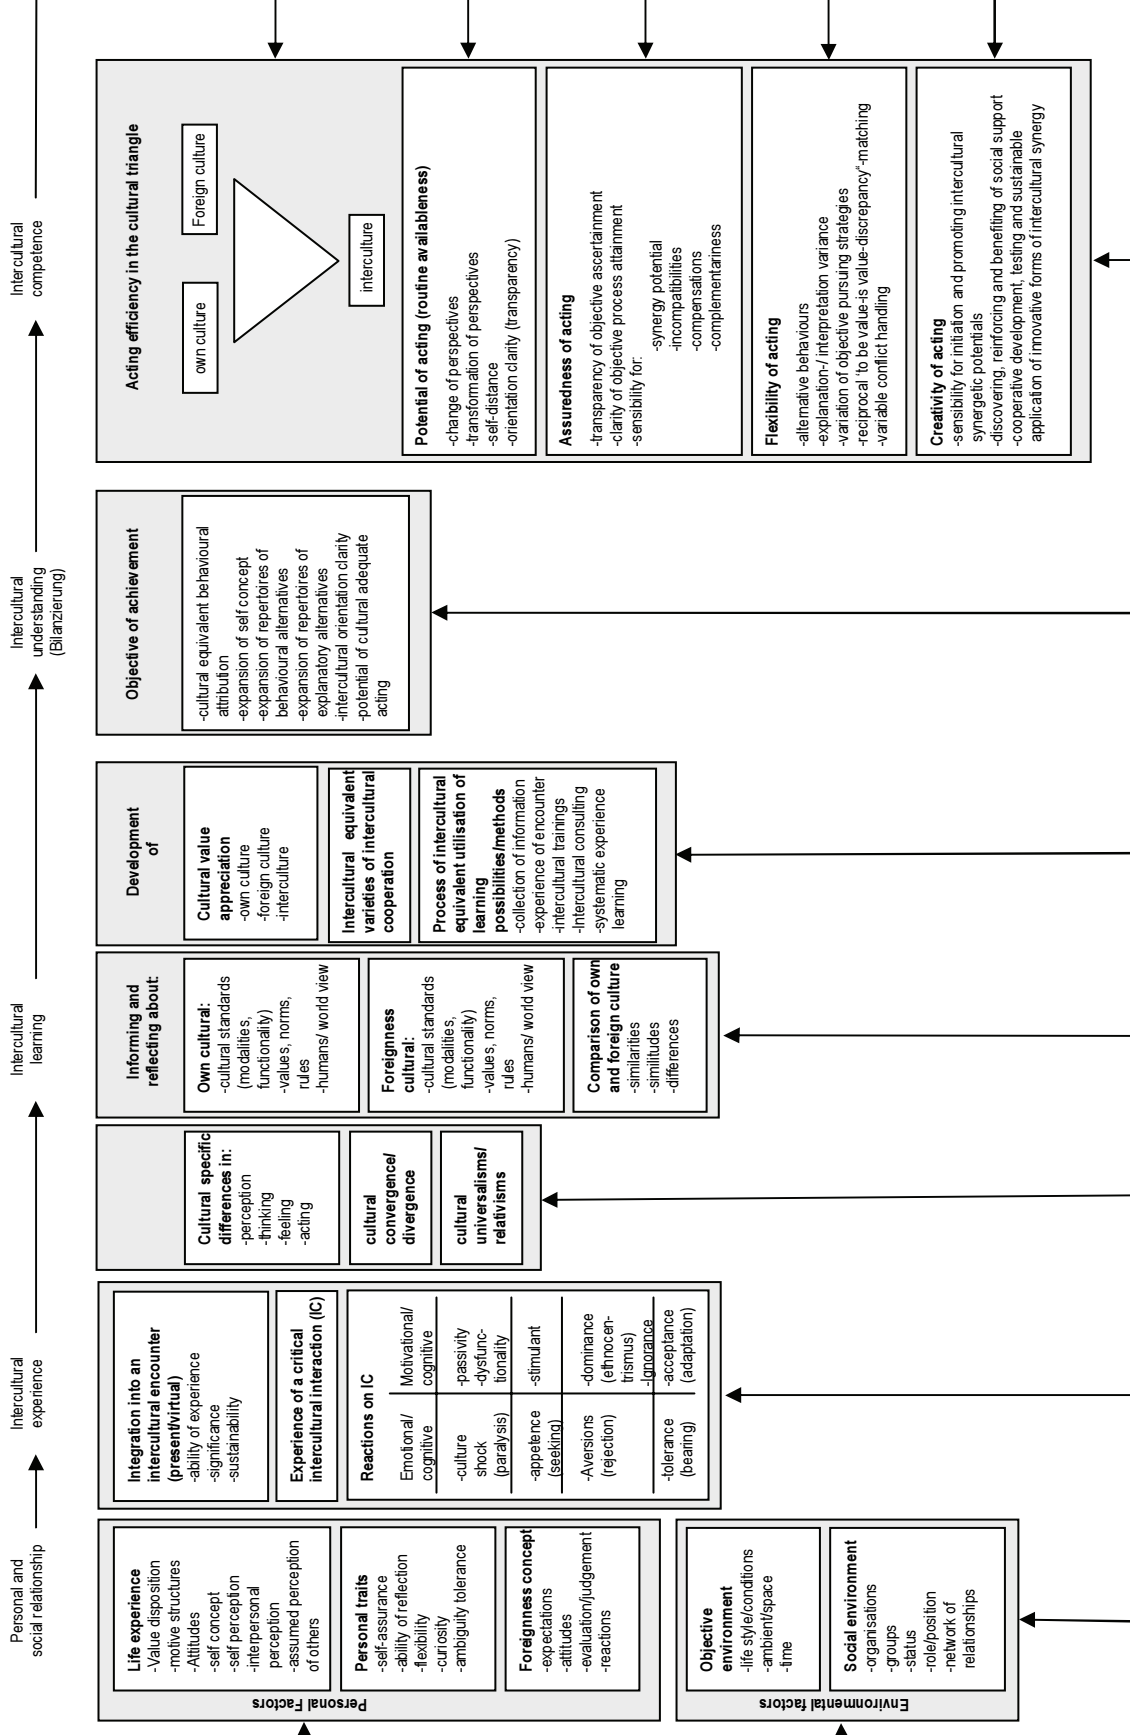 Personal and
social relationship
Intercultural
experience
Intercultural
learning
Intercultural
understanding
(Bilanzierung)
Intercultural
competence
Personal Factors
Life experience
-Value disposition
-motive structures
-Attitudes
-self concept
-self perception
-interpersonal
perception
-assumed perception
of others
Personal traits
-self-assurance
-ability of reflection
-flexibility
-curiosity
-ambiguity tolerance
Foreignness concept
-expectations
-attitudes
-evaluation/judgement
-reactions
Environmental factors
Objective
environment
-life style/conditions
-ambient/space
-time
Social environment
-organisations
-groups
-status
-role/position
-network of
relationships
Integration into an
intercultural encounter
(present/virtual)
-ability of experience
-significance
-sustainability
Experience of a critical
intercultural interaction (IC)
Reactions on IC
Emotional/
cognitive
Motivational/
cognitive
-culture
shock
(paralysis)
-passivity
-dysfunc-
tionality
-appetence
(seeking)
-stimulant
-Aversions
(rejection)
-dominance
(ethnocen-
trismus)
-Ignorance
-tolerance
(bearing)
-acceptance
(adaptation)
Cultural specific
differences in:
-perception
-thinking
-feeling
-acting
cultural
convergence/
divergence
cultural
universalisms/
relativisms
Informing and
reflecting about:
Own cultural:
-cultural standards
(modalities,
functionality)
-values, norms,
rules
-humans/ world view
Foreignness
cultural:
-cultural standards
(modalities,
functionality)
-values, norms,
rules
-humans/ world view
Comparison of own
and foreign culture
-similarities
-similitudes
-differences
Development
of
Cultural value
appreciation
-own culture
-foreign culture
-interculture
Intercultural equivalent
varieties of intercultural
cooperation
Process of intercultural
equivalent utilisation of
learning
possibilities/methods
-collection of information
-experience of encounter
-intercultural trainings
-Intercultural consulting
-systematic experience
learning
Objective of achievement
-cultural equivalent behavioural
attribution
-expansion of self concept
-expansion of repertoires of
behavioural alternatives
-expansion of repertoires of
explanatory alternatives
-intercultural orientation clarity
-potential of cultural adequate
acting
Acting efficiency in the cultural triangle
own culture
Foreign culture
interculture
Potential of acting (routine availableness)
-change of perspectives
-transformation of perspectives
-self-distance
-orientation clarity (transparency)
Assuredness of acting
-transparency of objective ascertainment
-clarity of objective process attainment
-sensibility for:
-synergy potential
-incompatibilities
-compensations
-complementariness
Flexibility of acting
-alternative behaviours
-explanation-/ interpretation variance
-variation of objective pursuing strategies
-reciprocal 'to be value-is value-discrepancy“-matching
-variable conflict handling
Creativity of acting
-sensibility for initiation and promoting intercultural
synergetic potentials
-discovering, reinforcing and benefiting of social support
-cooperative development, testing and sustainable
application of innovative forms of intercultural synergy